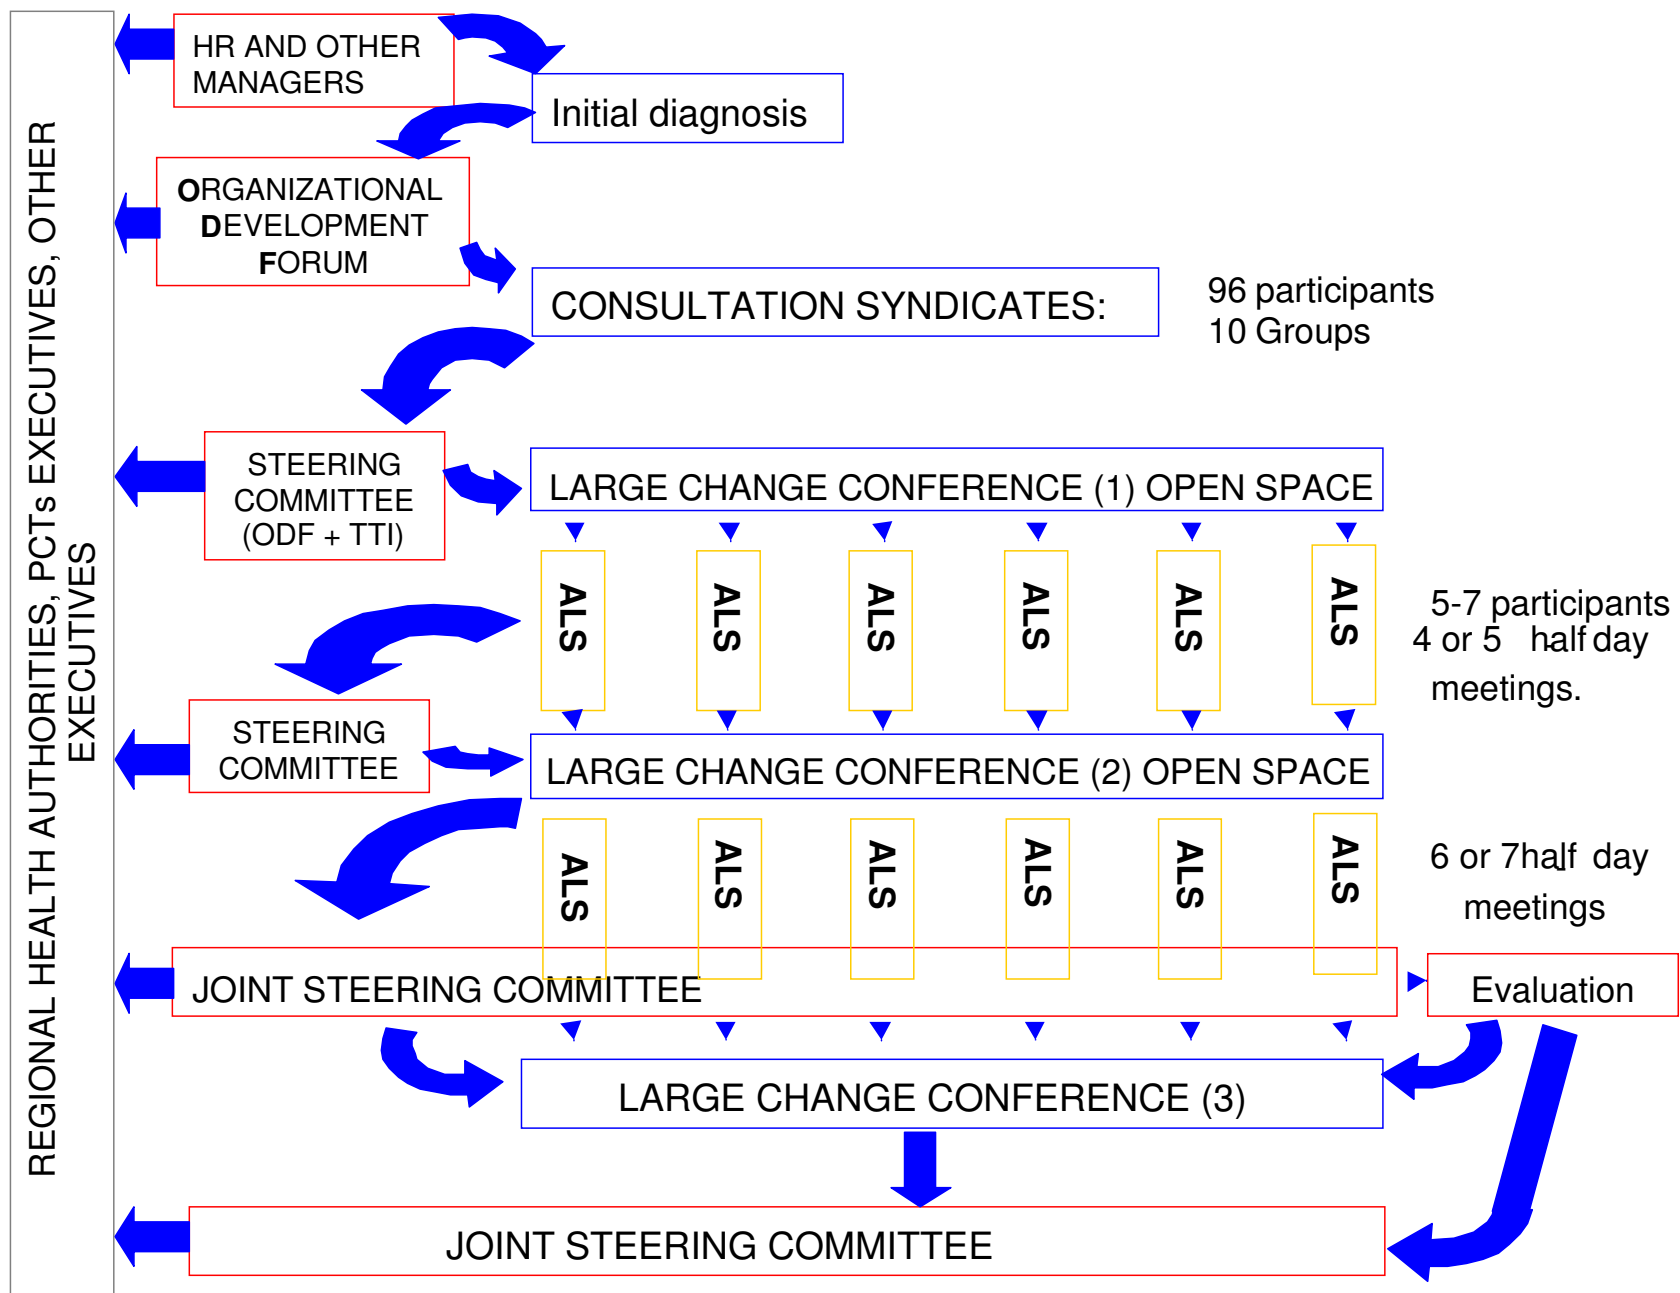 REGIONAL HEALTH AUTHORITIES, PCTs EXECUTIVES, OTHER
EXECUTIVES
HR AND OTHER
MANAGERS
Initial diagnosis
ORGANIZATIONAL
DEVELOPMENT
FORUM
CONSULTATION SYNDICATES:
96 participants
10 Groups
STEERING
COMMITTEE
(ODF + TTI)
LARGE CHANGE CONFERENCE (1) OPEN SPACE
ALS
ALS
ALS
ALS
ALS
ALS
5-7 participants
4 or 5 half day
meetings.
STEERING
COMMITTEE
LARGE CHANGE CONFERENCE (2) OPEN SPACE
ALS
ALS
ALS
ALS
ALS
ALS
6 or 7half day
meetings
JOINT STEERING COMMITTEE
Evaluation
LARGE CHANGE CONFERENCE (3)
JOINT STEERING COMMITTEE